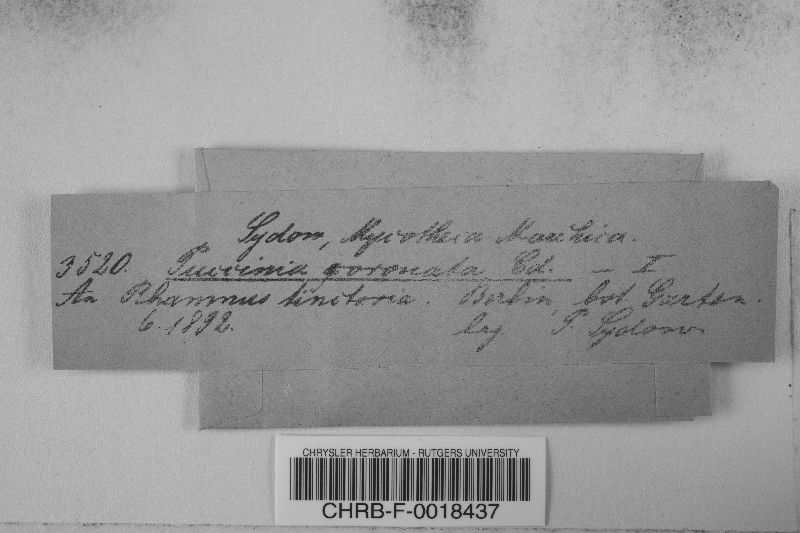 Sydow, Mycotheca Marchica.
3520. Puccinia coronata Cd. — I
An Rhamnus tinctoria. Berlin, bot. Garten.
6. 1892. leg. P. Sydow.
CHRYSLER HERBARIUM - RUTGERS UNIVERSITY
CHRB-F-0018437